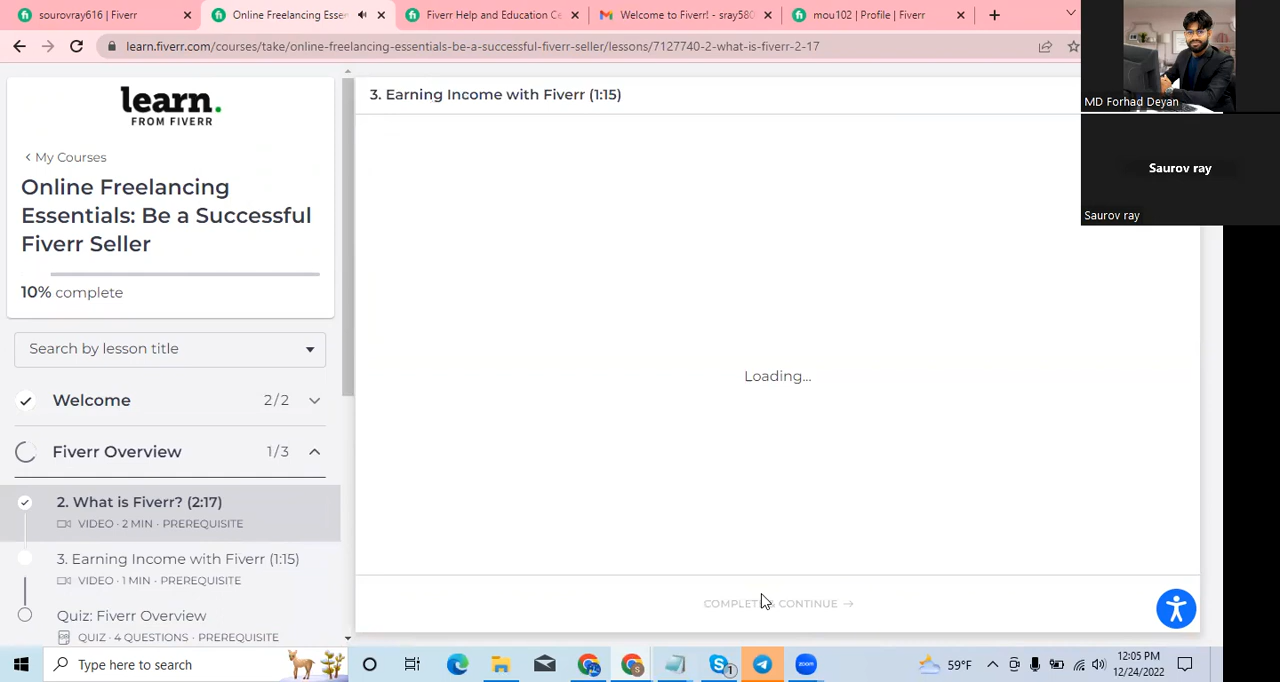 sourovray616 | Fiverr
Online Freelancing Esse
Fiverr Help and Education Ce
Welcome to Fiverr! - sray580
mou102 | Profile | Fiverr
learn.fiverr.com/courses/take/online-freelancing-essentials-be-a-successful-fiverr-seller/lessons/7127740-2-what-is-fiverr-2-17
MD Forhad Deyan
Saurov ray
Saurov ray
learn.
FROM FIVERR
3. Earning Income with Fiverr (1:15)
My Courses
Online Freelancing
Essentials: Be a Successful
Fiverr Seller
10% complete
Search by lesson title
Loading...
Welcome 2/2
Fiverr Overview 1/3
2. What is Fiverr? (2:17)
VIDEO · 2 MIN · PREREQUISITE
3. Earning Income with Fiverr (1:15)
VIDEO · 1 MIN · PREREQUISITE
Quiz: Fiverr Overview
QUIZ · 4 QUESTIONS · PREREQUISITE
COMPLETE & CONTINUE
Type here to search
zoom
59°F
12:05 PM
12/24/2022